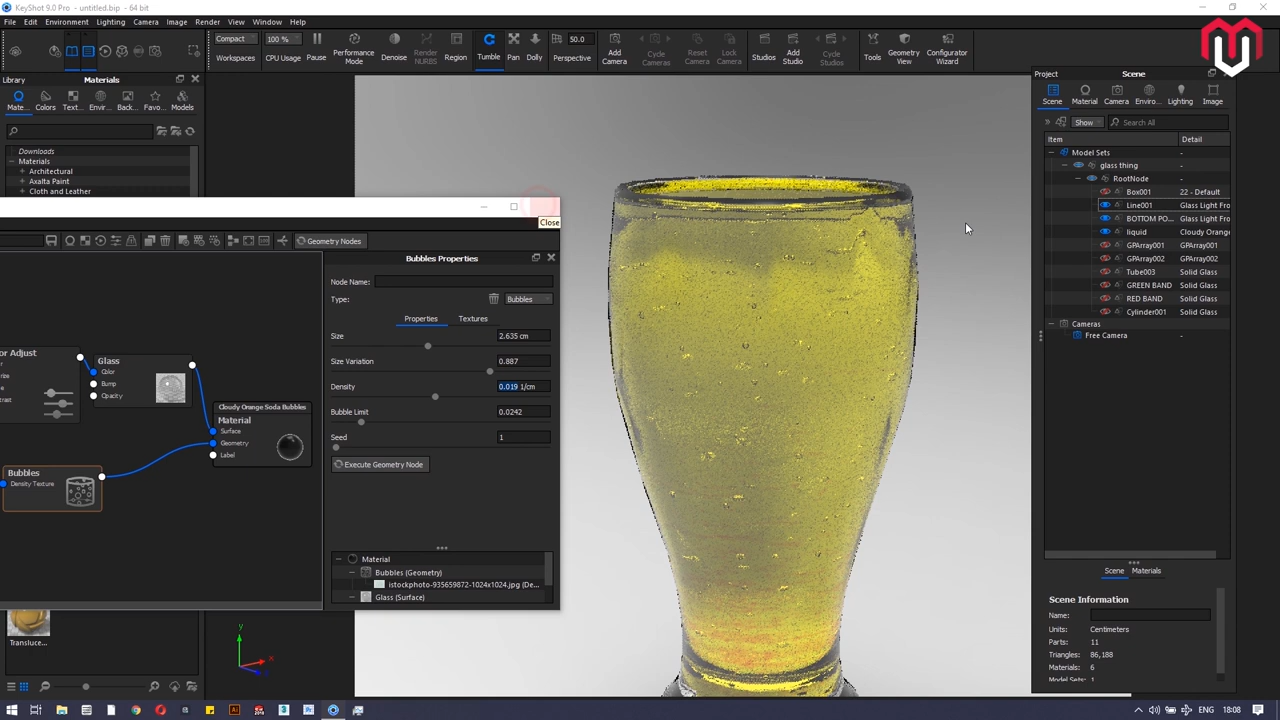 KeyShot 9.0 Pro - untitled.bip - 64 bit
File Edit Environment Lighting Camera Image Render View Window Help
Compact
100 %
50.0
Workspaces
CPU Usage
Pause
Performance Mode
Denoise
Render NURBS
Region
Tumble
Pan
Dolly
Perspective
Add Camera
Cycle Cameras
Reset Camera
Lock Camera
Studios
Add Studio
Cycle Studios
Tools
Geometry View
Configurator Wizard
Library
Materials
Mate...
Colors
Text...
Envir...
Back...
Favo...
Models
Downloads
Materials
Architectural
Axalta Paint
Cloth and Leather
Close
Geometry Nodes
Bubbles Properties
Node Name:
Type:
Bubbles
Properties
Textures
Size
2.635 cm
Size Variation
0.887
Density
0.019 1/cm
Bubble Limit
0.0242
Seed
1
Execute Geometry Node
Material
Bubbles (Geometry)
istockphoto-935659872-1024x1024.jpg (De...
Glass (Surface)
or Adjust
Glass
Color
Bump
Opacity
Cloudy Orange Soda Bubbles
Material
Surface
Geometry
Label
Bubbles
Density Texture
Transluce...
y
x
Project
Scene
Scene
Material
Camera
Enviro...
Lighting
Image
Show
Search All
Item
Detail
Model Sets
-
glass thing
-
RootNode
-
Box001
22 - Default
Line001
Glass Light Fro
BOTTOM PO...
Glass Light Fro
liquid
Cloudy Orange
GPArray001
Solid Glass
GPArray002
Solid Glass
Tube003
Solid Glass
GREEN BAND
Solid Glass
RED BAND
Solid Glass
Cylinder001
Solid Glass
Cameras
-
Free Camera
-
Scene
Materials
Scene Information
Name:
Units:
Centimeters
Parts:
11
Triangles:
86,188
Materials:
6
Model Sets:
1
ENG
18:08